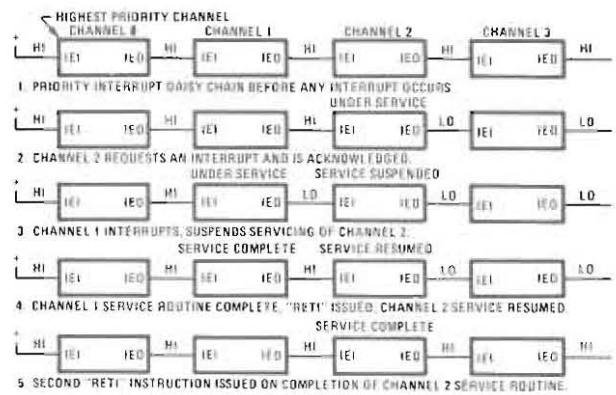 HIGHEST PRIORITY CHANNEL
CHANNEL 0 CHANNEL 1 CHANNEL 2 CHANNEL 3
+ HI IEI IEO HI IEI IEO HI IEI IEO HI IEI IEO HI
1. PRIORITY INTERRUPT DAISY CHAIN BEFORE ANY INTERRUPT OCCURS
UNDER SERVICE
+ HI IEI IEO HI IEI IEO HI IEI IEO LO IEI IEO LO
2. CHANNEL 2 REQUESTS AN INTERRUPT AND IS ACKNOWLEDGED.
UNDER SERVICE SERVICE SUSPENDED
+ HI IEI IEO HI IEI IEO LO IEI IEO LO IEI IEO LO
3. CHANNEL 1 INTERRUPTS, SUSPENDS SERVICING OF CHANNEL 2.
SERVICE COMPLETE SERVICE RESUMED
+ HI IEI IEO HI IEI IEO HI IEI IEO LO IEI IEO LO
4. CHANNEL 1 SERVICE ROUTINE COMPLETE, "RETI" ISSUED, CHANNEL 2 SERVICE RESUMED
SERVICE COMPLETE
+ HI IEI IEO HI IEI IEO HI IEI IEO HI IEI IEO HI
5. SECOND "RETI" INSTRUCTION ISSUED ON COMPLETION OF CHANNEL 2 SERVICE ROUTINE.